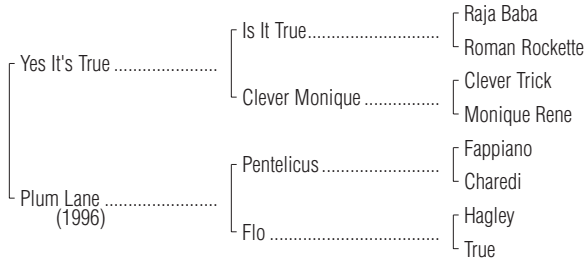 Raja Baba
Is It True
Roman Rockette
Yes It's True
Clever Trick
Clever Monique
Monique Rene
Fappiano
Pentelicus
Charedi
Plum Lane
(1996)
Hagley
Flo
True